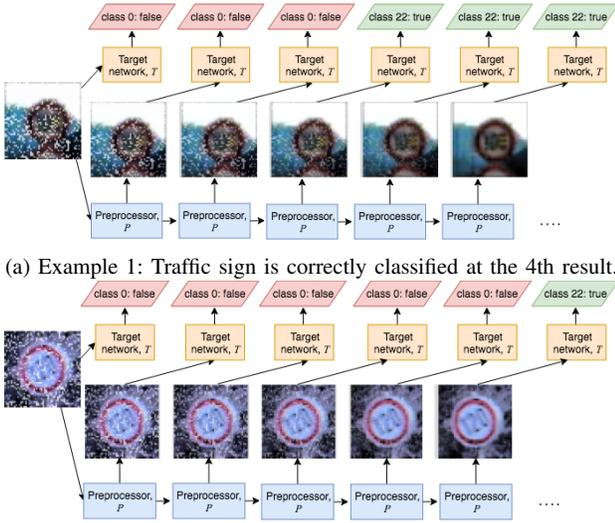 class 0: false class 0: false class 0: false class 22: true class 22: true class 22: true
Target network, T Target network, T Target network, T Target network, T Target network, T Target network, T
Preprocessor, P Preprocessor, P Preprocessor, P Preprocessor, P Preprocessor, P ....
(a) Example 1: Traffic sign is correctly classified at the 4th result.
class 0: false class 0: false class 0: false class 0: false class 0: false class 22: true
Target network, T Target network, T Target network, T Target network, T Target network, T Target network, T
Preprocessor, P Preprocessor, P Preprocessor, P Preprocessor, P Preprocessor, P ....